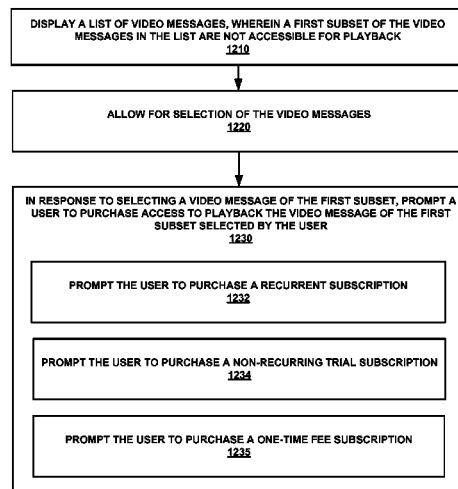 DISPLAY A LIST OF VIDEO MESSAGES, WHEREIN A FIRST SUBSET OF THE VIDEO
MESSAGES IN THE LIST ARE NOT ACCESSIBLE FOR PLAYBACK
1210
ALLOW FOR SELECTION OF THE VIDEO MESSAGES
1220
IN RESPONSE TO SELECTING A VIDEO MESSAGE OF THE FIRST SUBSET, PROMPT A
USER TO PURCHASE ACCESS TO PLAYBACK THE VIDEO MESSAGE OF THE FIRST
SUBSET SELECTED BY THE USER
1230
PROMPT THE USER TO PURCHASE A RECURRENT SUBSCRIPTION
1232
PROMPT THE USER TO PURCHASE A NON-RECURRING TRIAL SUBSCRIPTION
1234
PROMPT THE USER TO PURCHASE A ONE-TIME FEE SUBSCRIPTION
1235